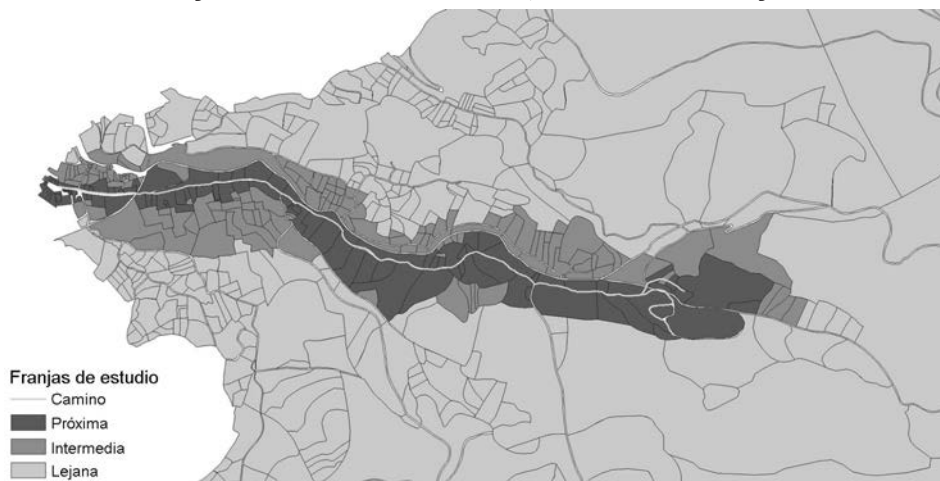 Franjas de estudio
Camino
Próxima
Intermedia
Lejana